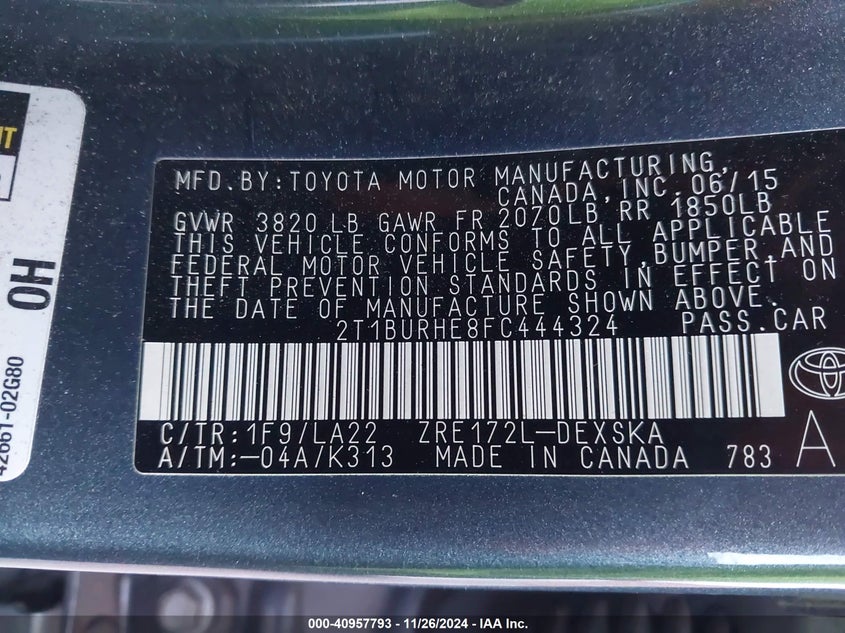 MFD.BY:TOYOTA MOTOR MANUFACTURING,
CANADA,INC.06/15
GVWR 3820 LB GAWR FR 2070LB, RR 1850LB
THIS VEHICLE CONFORMS TO ALL APPLICABLE
FEDERAL MOTOR VEHICLE SAFETY,BUMPER,AND
THEFT PREVENTION STANDARDS IN EFFECT ON
THE DATE OF MANUFACTURE SHOWN ABOVE.
2T1BURHE8FC444324 PASS.CAR
C/TR:1F9/LA22 ZRE172L-DEXSKA
A/TM:-04A/K313 MADE IN CANADA 783 A
0H
42661-02G80
000-40957793 - 11/26/2024 - IAA Inc.